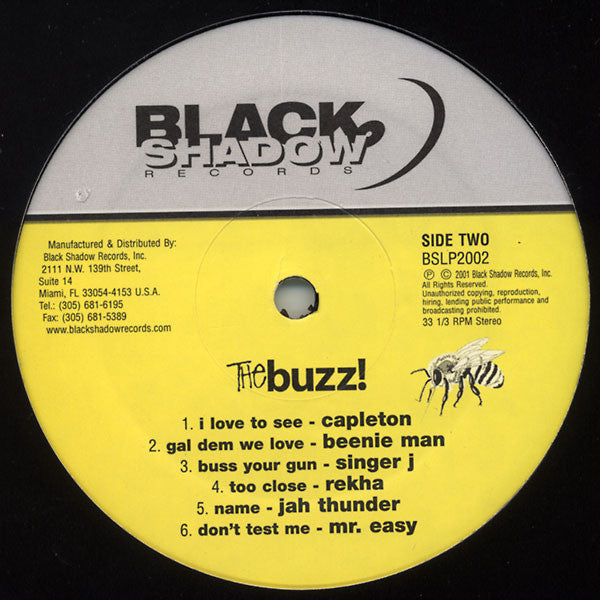 BLACK
SHADOW
RECORDS
Manufactured & Distributed By:
Black Shadow Records, Inc.
2111 N.W. 139th Street,
Suite 14
Miami, FL 33054-4153 U.S.A.
Tel.: (305) 681-6195
Fax: (305) 681-5389
www.blackshadowrecords.com
SIDE TWO
BSLP2002
℗ © 2001 Black Shadow Records, Inc.
All Rights Reserved.
Unauthorized copying, reproduction,
hiring, lending public performance and
broadcasting prohibited.
33 1/3 RPM Stereo
THE buzz!
1. i love to see - capleton
2. gal dem we love - beenie man
3. buss your gun - singer j
4. too close - rekha
5. name - jah thunder
6. don't test me - mr. easy